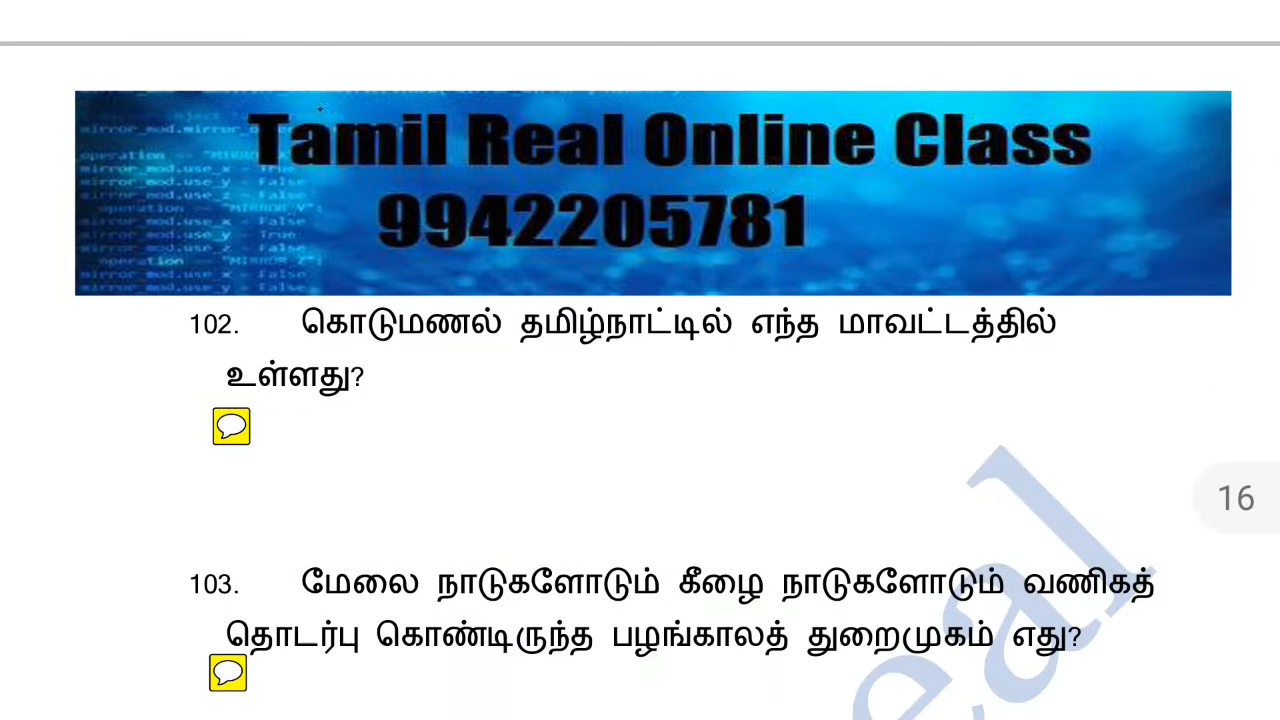 Tamil Real Online Class
9942205781
102. கொடுமணல் தமிழ்நாட்டில் எந்த மாவட்டத்தில்
உள்ளது?
16
103. மேலை நாடுகளோடும் கீழை நாடுகளோடும் வணிகத்
தொடர்பு கொண்டிருந்த பழங்காலத் துறைமுகம் எது?
eal